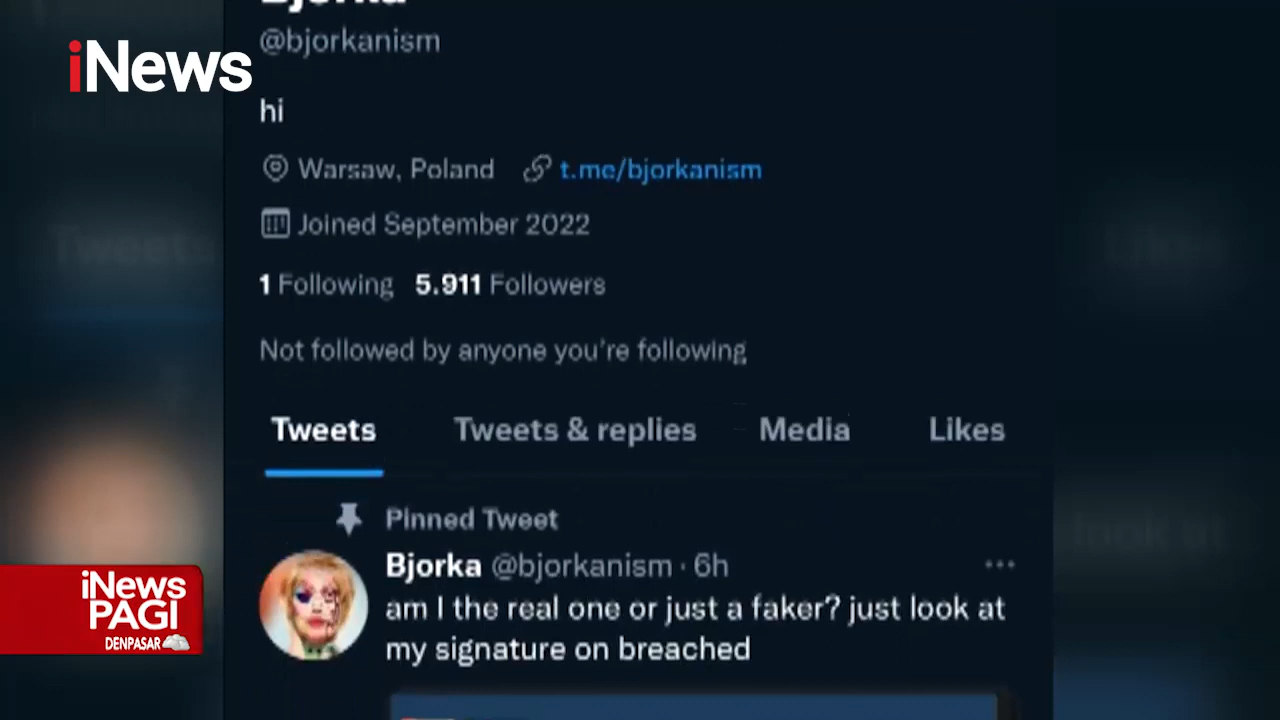 Bjorka
@bjorkanism
iNews
hi
Warsaw, Poland t.me/bjorkanism
Joined September 2022
1 Following 5.911 Followers
Not followed by anyone you're following
Tweets Tweets & replies Media Likes
Pinned Tweet
Bjorka @bjorkanism · 6h
am I the real one or just a faker? just look at
my signature on breached
iNews
PAGI
DENPASAR